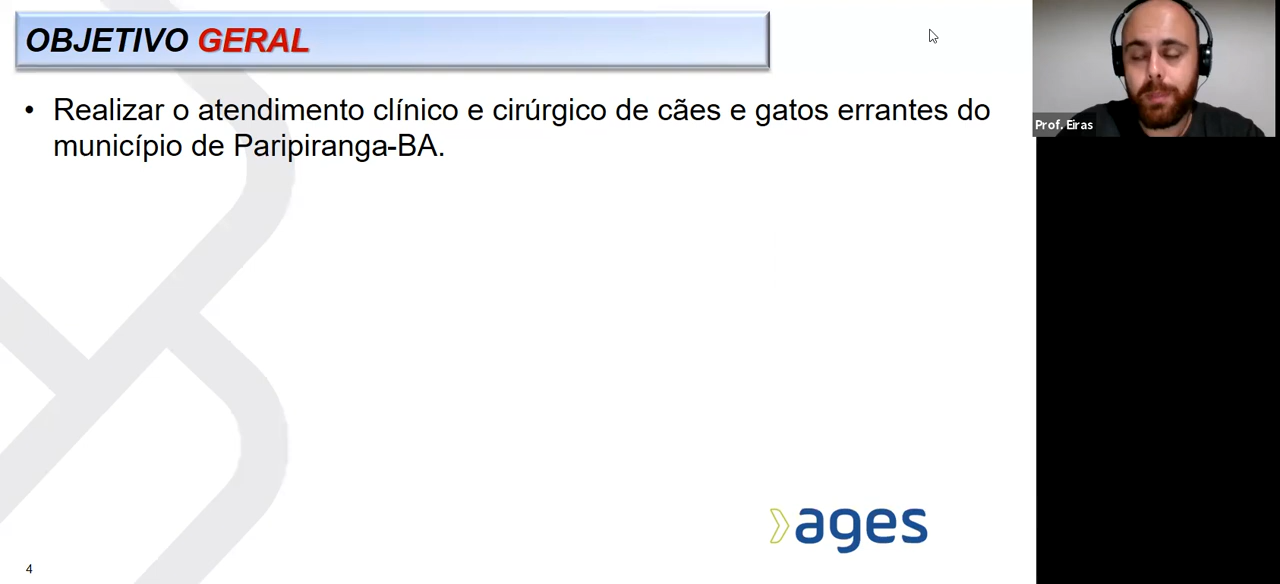 OBJETIVO GERAL
• Realizar o atendimento clínico e cirúrgico de cães e gatos errantes do
município de Paripiranga-BA.
Prof. Eiras
ages
4